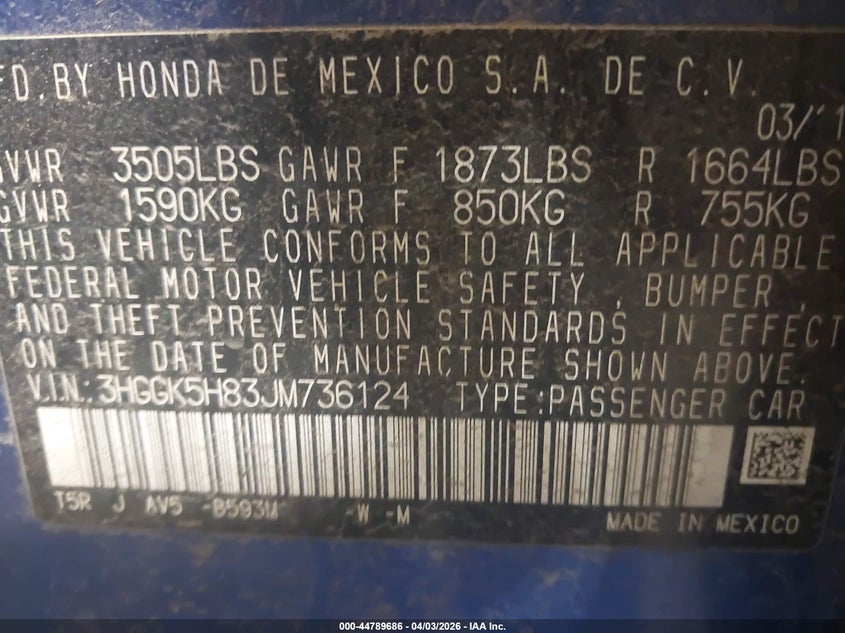 FD. BY HONDA DE MEXICO S.A. DE C.V.
03/'1
GVWR 3505LBS GAWR F 1873LBS R 1664LBS
GVWR 1590KG GAWR F 850KG R 755KG
THIS VEHICLE CONFORMS TO ALL APPLICABLE
FEDERAL MOTOR VEHICLE SAFETY , BUMPER ,
AND THEFT PREVENTION STANDARDS IN EFFECT
ON THE DATE OF MANUFACTURE SHOWN ABOVE.
V.I.N.: 3HGGK5H83JM736124 TYPE:PASSENGER CAR
T5R J AV5 -B593M -W -M
MADE IN MEXICO
000-44789686 - 04/03/2026 - IAA Inc.